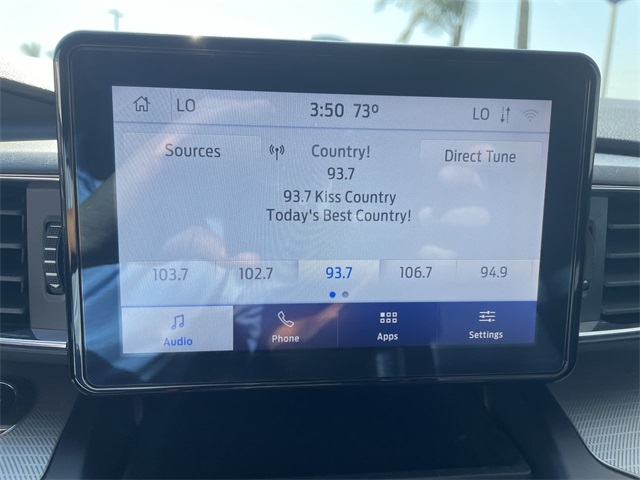 LO 3:50 73° LO
Sources Country! Direct Tune
93.7
93.7 Kiss Country
Today's Best Country!
103.7 102.7 93.7 106.7 94.9
Audio Phone Apps Settings